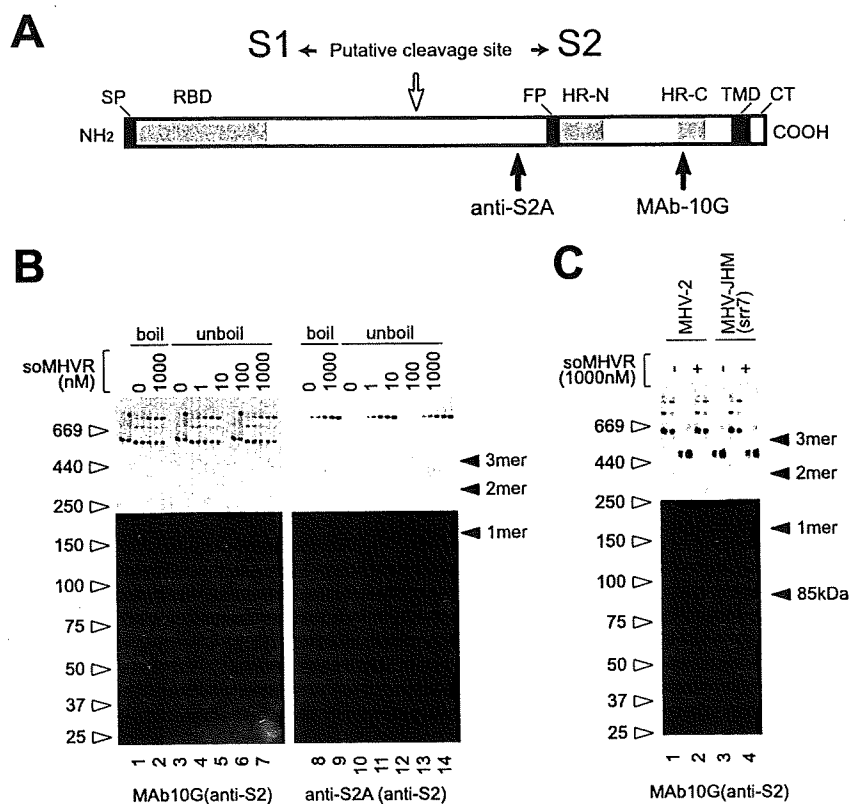 A
S1 ← Putative cleavage site → S2
SP RBD FP HR-N HR-C TMD CT
NH2 COOH
anti-S2A MAb-10G
B
boil unboil boil unboil
soMHVR (nM)
0 1000 0 1 10 100 1000 0 1000 0 1 10 100 1000
669
440
250
150
100
75
50
37
25
3mer
2mer
1mer
1 2 3 4 5 6 7 8 9 10 11 12 13 14
MAb10G(anti-S2) anti-S2A (anti-S2)
C
MHV-2 MHV-JHM (srr7)
soMHVR (1000nM)
- + - +
669
440
250
150
100
75
50
37
25
3mer
2mer
1mer
85kDa
1 2 3 4
MAb10G(anti-S2)